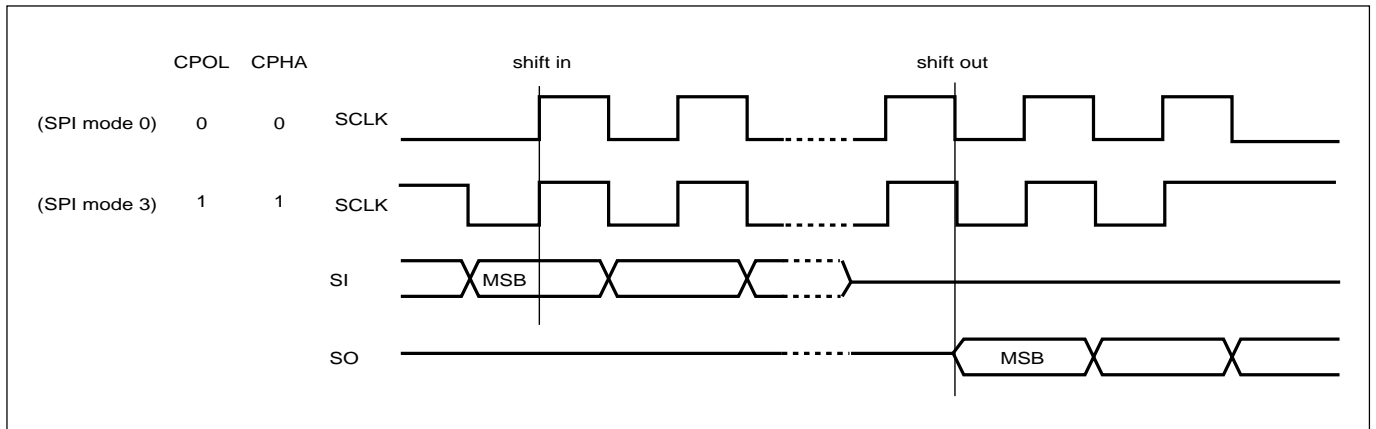 CPOL CPHA shift in shift out
(SPI mode 0) 0 0 SCLK
(SPI mode 3) 1 1 SCLK
SI MSB
SO MSB